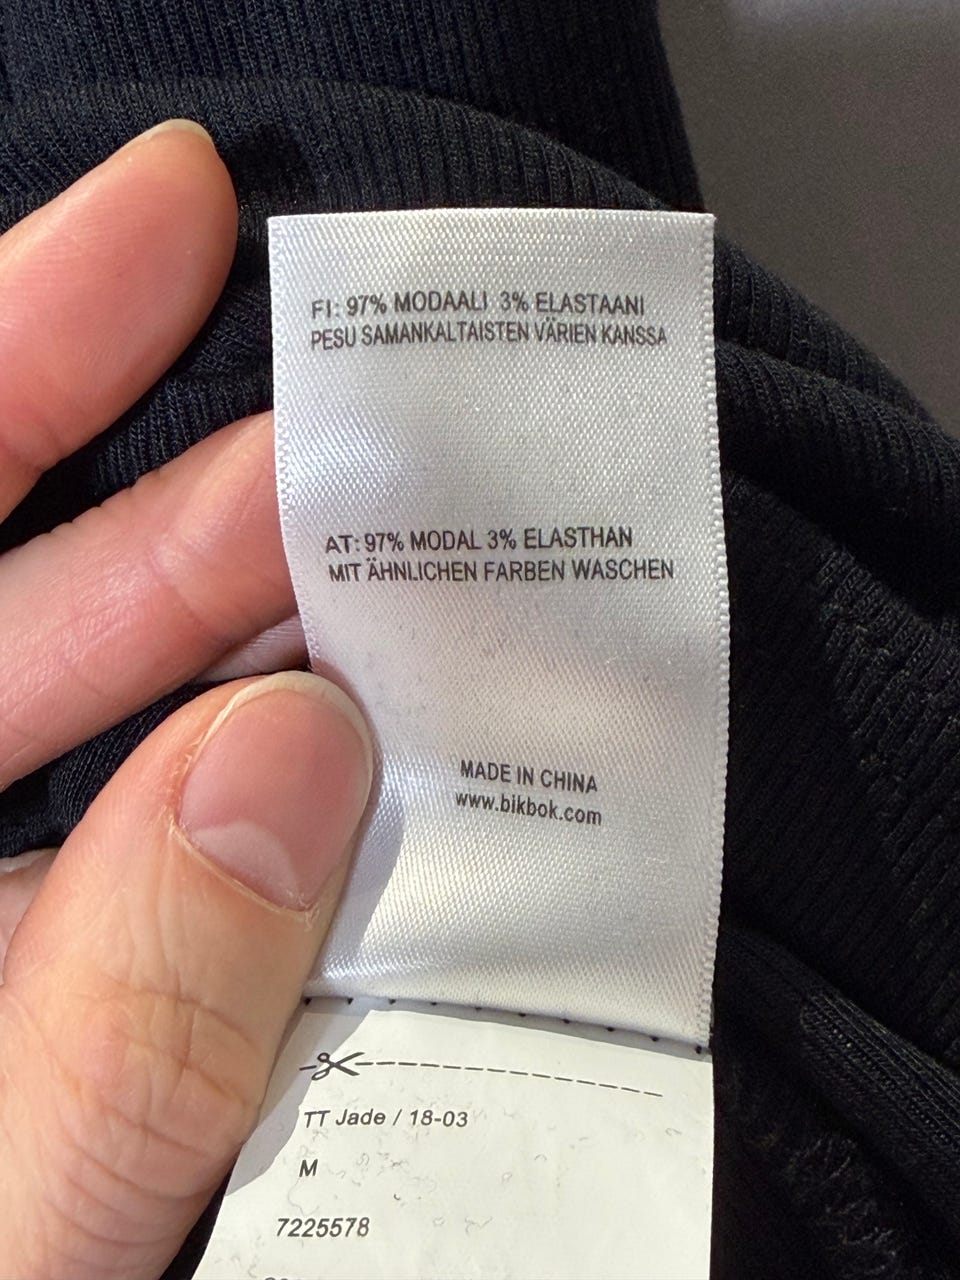 FI: 97% MODAALI 3% ELASTAANI
PESU SAMANKALTAISTEN VÄRIEN KANSSA
AT: 97% MODAL 3% ELASTHAN
MIT ÄHNLICHEN FARBEN WASCHEN
MADE IN CHINA
www.bikbok.com
TT Jade / 18-03
M
7225578